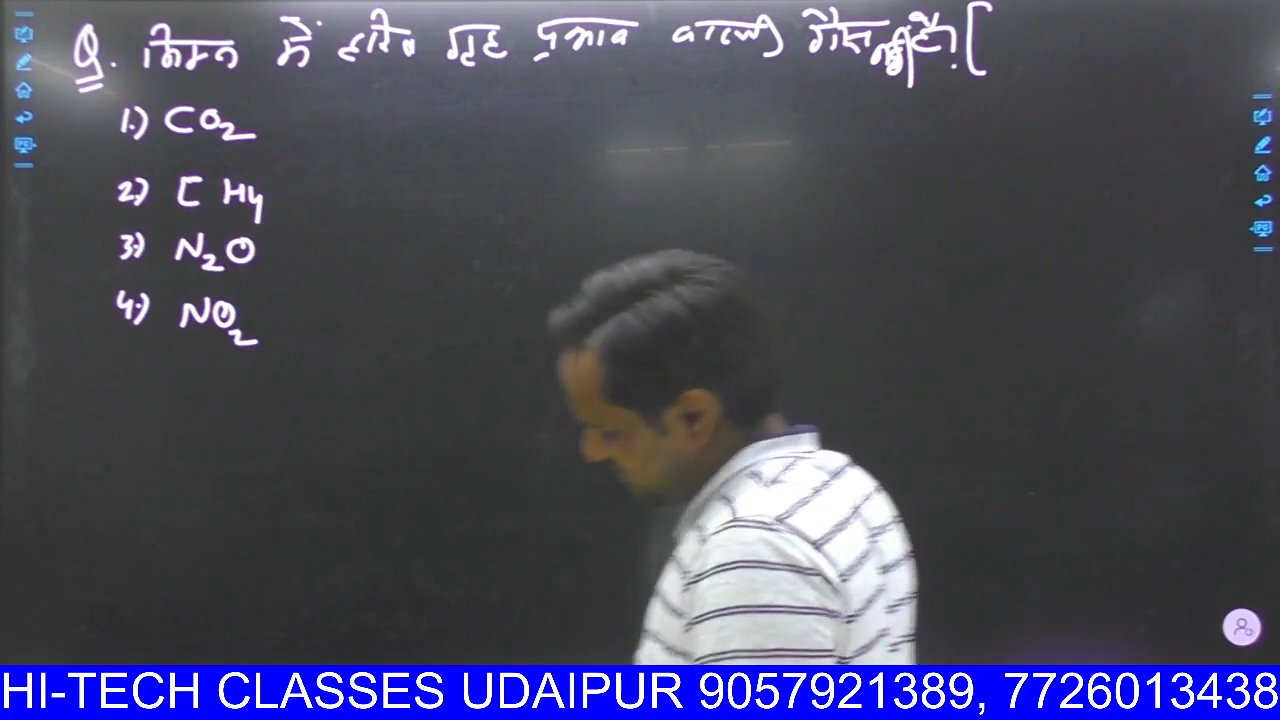 Q. निम्न में हरित गृह प्रभाव वाली गैस नहीं है? [
1.) CO2
2.) CH4
3.) N2O
4.) NO2
HI-TECH CLASSES UDAIPUR 9057921389, 7726013438